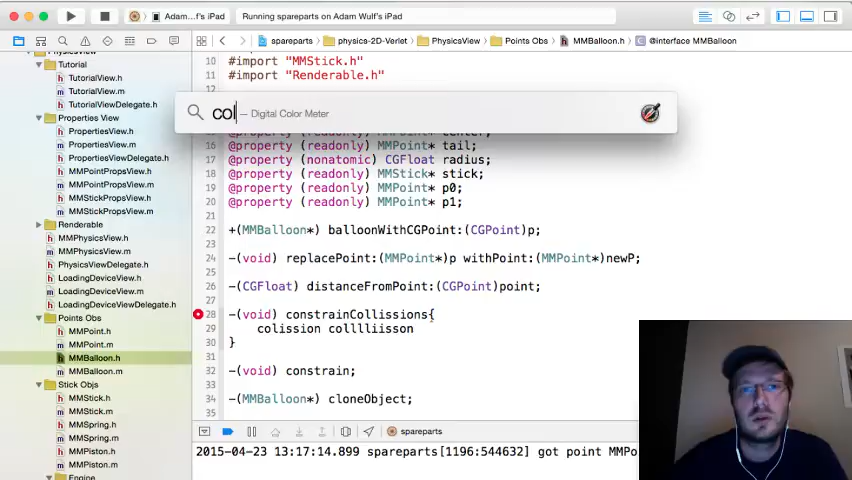 Adam ...f's iPad
Running spareparts on Adam Wulf's iPad
spareparts
physics-2D-Verlet
PhysicsView
Points Obs
MMBalloon.h
@interface MMBalloon
Tutorial
TutorialView.h
TutorialView.m
TutorialViewDelegate.h
Properties View
PropertiesView.h
PropertiesView.m
PropertiesViewDelegate.h
MMPointPropsView.h
MMPointPropsView.m
MMStickPropsView.h
MMStickPropsView.m
Renderable
MMPhysicsView.h
MMPhysicsView.m
PhysicsViewDelegate.h
LoadingDeviceView.h
LoadingDeviceView.m
LoadingDeviceViewDelegate.h
Points Obs
MMPoint.h
MMPoint.m
MMBalloon.h
MMBalloon.m
Stick Objs
MMStick.h
MMStick.m
MMSpring.h
MMSpring.m
MMPiston.h
MMPiston.m
Engine
10 #import "MMStick.h"
11 #import "Renderable.h"
col — Digital Color Meter
16 @property (readonly) MMPoint* tail;
17 @property (nonatomic) CGFloat radius;
18 @property (readonly) MMStick* stick;
19 @property (readonly) MMPoint* p0;
20 @property (readonly) MMPoint* p1;
21
22 +(MMBalloon*) balloonWithCGPoint:(CGPoint)p;
23
24 -(void) replacePoint:(MMPoint*)p withPoint:(MMPoint*)newP;
25
26 -(CGFloat) distanceFromPoint:(CGPoint)point;
27
28 -(void) constrainCollissions{
29 colission colllliisson
30 }
31
32 -(void) constrain;
33
34 -(MMBalloon*) cloneObject;
35
spareparts
2015-04-23 13:17:14.899 spareparts[1196:544632] got point MMPo